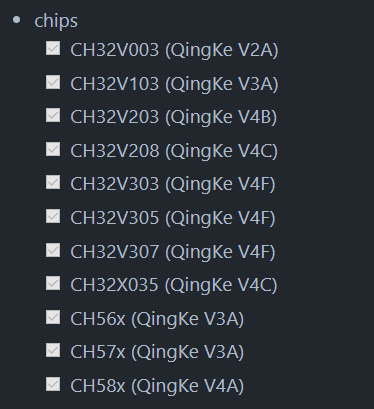 chips
CH32V003 (QingKe V2A)
CH32V103 (QingKe V3A)
CH32V203 (QingKe V4B)
CH32V208 (QingKe V4C)
CH32V303 (QingKe V4F)
CH32V305 (QingKe V4F)
CH32V307 (QingKe V4F)
CH32X035 (QingKe V4C)
CH56x (QingKe V3A)
CH57x (QingKe V3A)
CH58x (QingKe V4A)